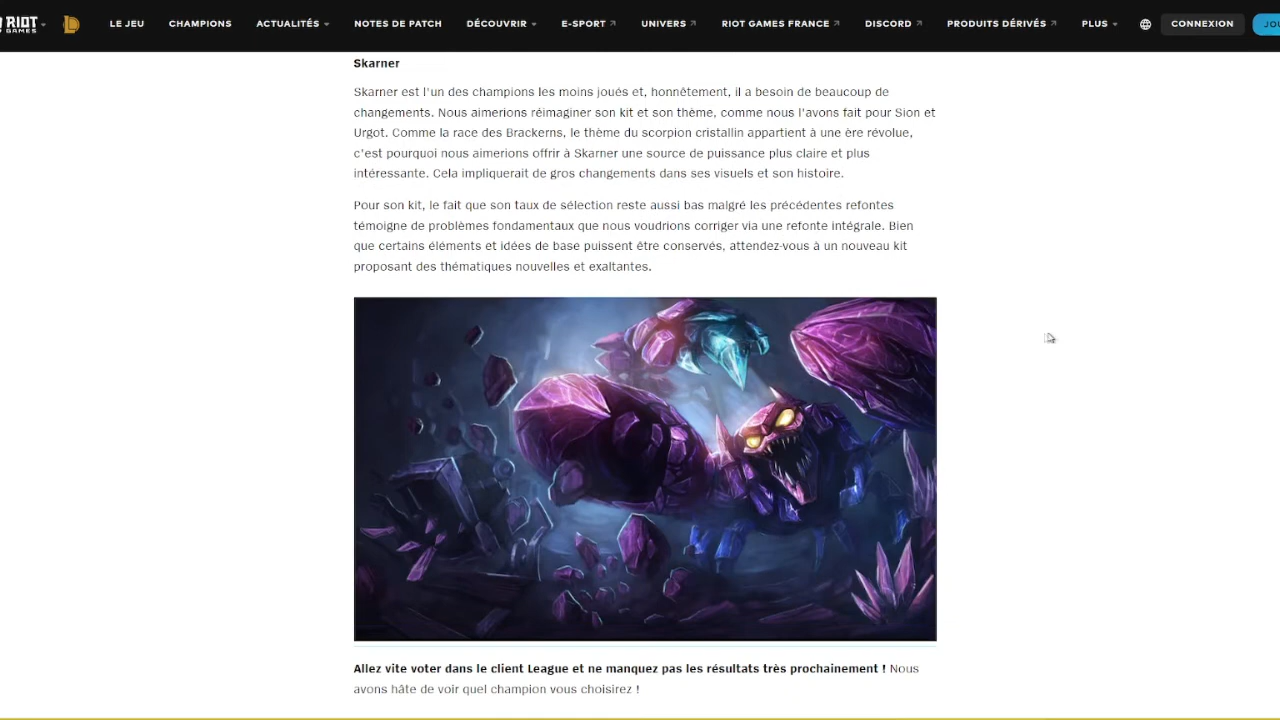 RIOT GAMES
LE JEU CHAMPIONS ACTUALITÉS NOTES DE PATCH DÉCOUVRIR E-SPORT UNIVERS RIOT GAMES FRANCE DISCORD PRODUITS DÉRIVÉS PLUS CONNEXION JOU
Skarner
Skarner est l'un des champions les moins joués et, honnêtement, il a besoin de beaucoup de
changements. Nous aimerions réimaginer son kit et son thème, comme nous l'avons fait pour Sion et
Urgot. Comme la race des Brackerns, le thème du scorpion cristallin appartient à une ère révolue,
c'est pourquoi nous aimerions offrir à Skarner une source de puissance plus claire et plus
intéressante. Cela impliquerait de gros changements dans ses visuels et son histoire.
Pour son kit, le fait que son taux de sélection reste aussi bas malgré les précédentes refontes
témoigne de problèmes fondamentaux que nous voudrions corriger via une refonte intégrale. Bien
que certains éléments et idées de base puissent être conservés, attendez-vous à un nouveau kit
proposant des thématiques nouvelles et exaltantes.
Allez vite voter dans le client League et ne manquez pas les résultats très prochainement ! Nous
avons hâte de voir quel champion vous choisirez !